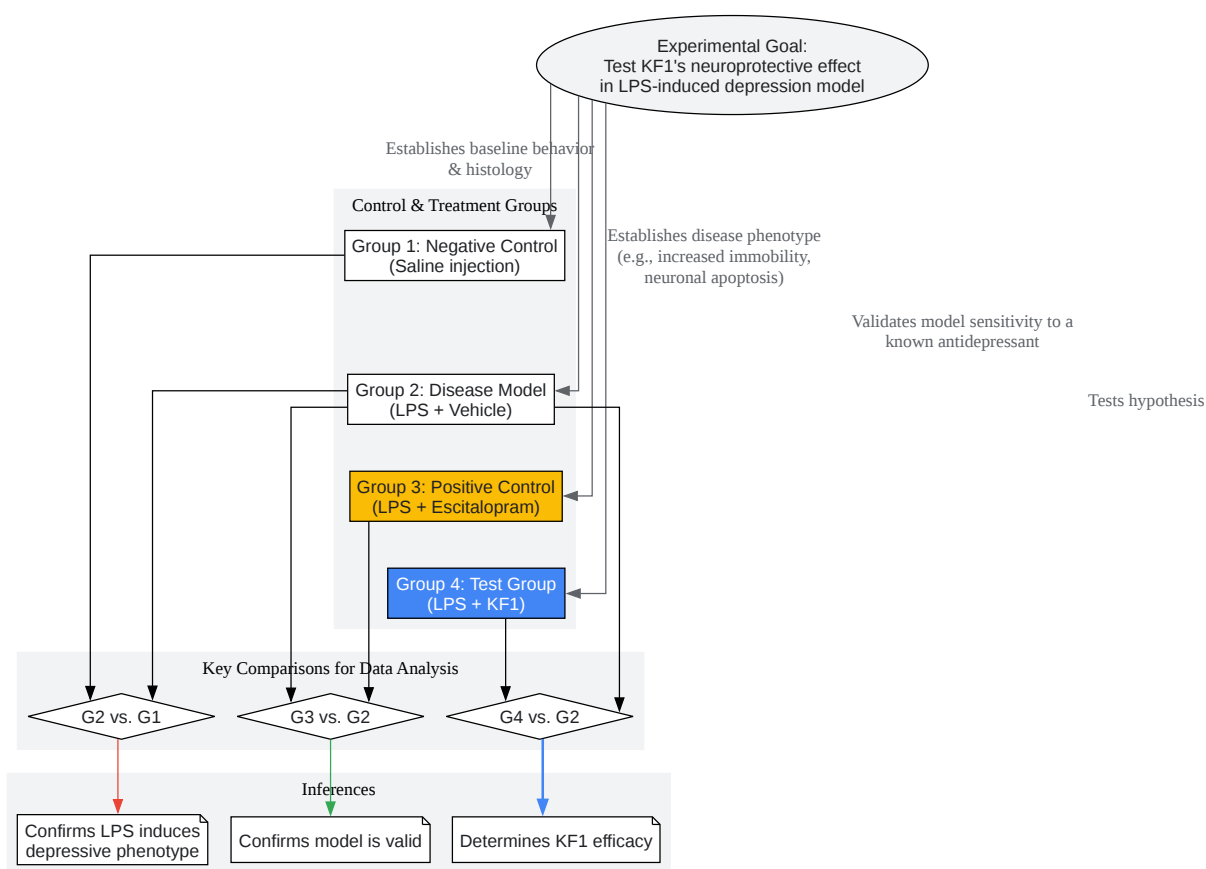 Experimental Goal:
Test KF1's neuroprotective effect
in LPS-induced depression model
Establishes baseline behavior
& histology
Control & Treatment Groups
Group 1: Negative Control
(Saline injection)
Establishes disease phenotype
(e.g., increased immobility,
neuronal apoptosis)
Validates model sensitivity to a
known antidepressant
Group 2: Disease Model
(LPS + Vehicle)
Tests hypothesis
Group 3: Positive Control
(LPS + Escitalopram)
Group 4: Test Group
(LPS + KF1)
Key Comparisons for Data Analysis
G2 vs. G1
G3 vs. G2
G4 vs. G2
Inferences
Confirms LPS induces
depressive phenotype
Confirms model is valid
Determines KF1 efficacy